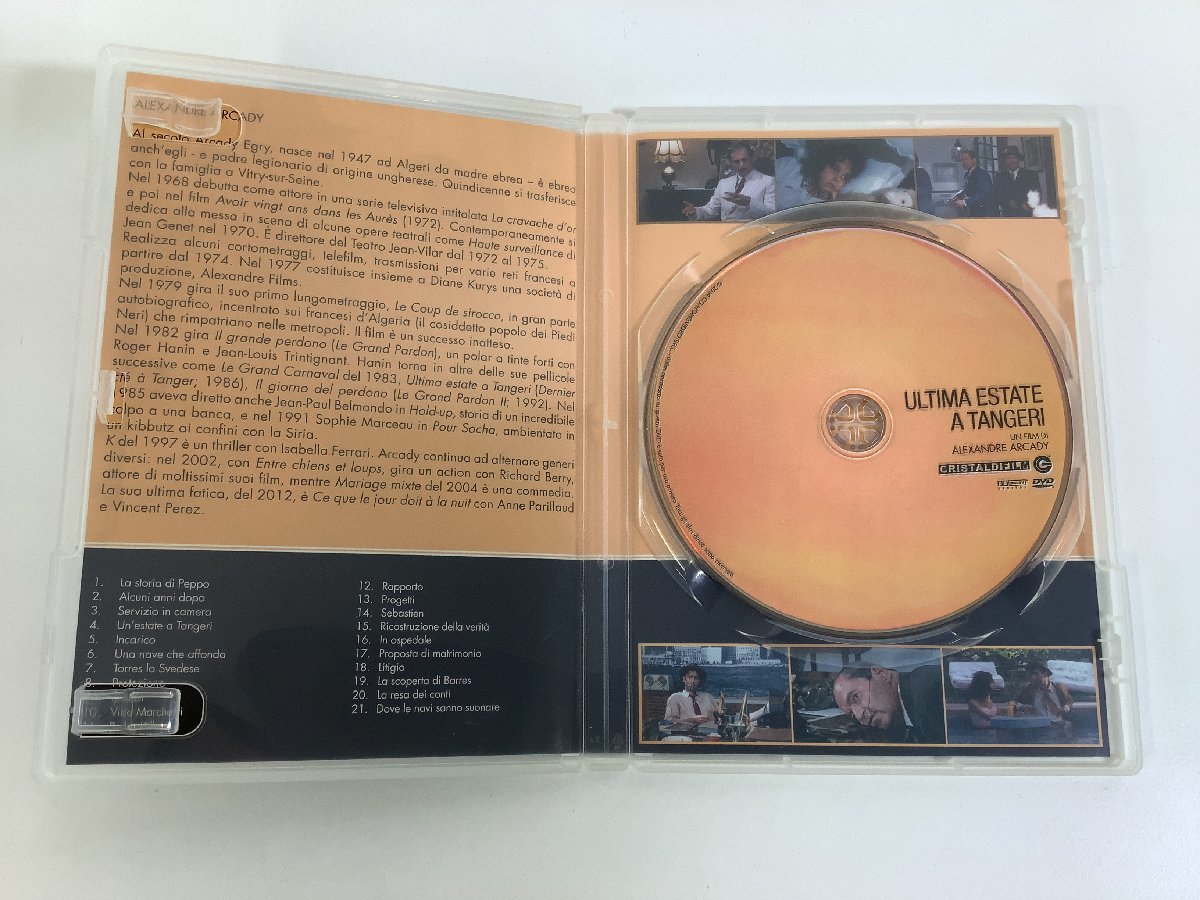 ALEXANDRE ARCADY
Al secolo Arcady Egry, nasce nel 1947 ad Algeri da madre ebrea - è ebreo
anch'egli - e padre legionario di origine ungherese. Quindicenne si trasferisce
con la famiglia a Vitry-sur-Seine.
Nel 1968 debutta come attore in una serie televisiva intitolata La cravache d'or
e poi nel film Avoir vingt ans dans les Aurès (1972). Contemporaneamente si
dedica alla messa in scena di alcune opere teatrali come Haute surveillance di
Jean Genet nel 1970. È direttore del Teatro Jean-Vilar dal 1972 al 1975.
Realizza alcuni cortometraggi, telefilm, trasmissioni per varie reti francesi a
partire dal 1974. Nel 1977 costituisce insieme a Diane Kurys una società di
produzione, Alexandre Films.
Nel 1979 gira il suo primo lungometraggio, Le Coup de sirocco, in gran parte
autobiografico, incentrato sui francesi d'Algeria (il cosiddetto popolo dei Piedi
Neri) che rimpatriano nelle metropoli. Il film è un successo inatteso.
Nel 1982 gira Il grande perdono (Le Grand Pardon), un polar a tinte forti con
Roger Hanin e Jean-Louis Trintignant. Hanin torna in altre delle sue pellicole
successive come Le Grand Carnaval del 1983, Ultima estate a Tangeri (Dernier
Été à Tanger, 1986), Il giorno del perdono (Le Grand Pardon II; 1992). Nel
1985 aveva diretto anche Jean-Paul Belmondo in Hold-up, storia di un incredibile
colpo a una banca, e nel 1991 Sophie Marceau in Pour Sacha, ambientato in
un kibbutz ai confini con la Siria.
K del 1997 è un thriller con Isabella Ferrari. Arcady continua ad alternare generi
diversi: nel 2002, con Entre chiens et loups, gira un action con Richard Berry,
attore di moltissimi suoi film, mentre Mariage mixte del 2004 è una commedia.
La sua ultima fatica, del 2012, è Ce que le jour doit à la nuit con Anne Parillaud
e Vincent Perez.
1. La storia di Peppo
2. Alcuni anni dopo
3. Servizio in camera
4. Un'estate a Tangeri
5. Incarico
6. Una nave che affonda
7. Torres lo Svedese
8. Protezione
10. Villa Marchetti
12. Rapporto
13. Progetti
14. Sebastien
15. Ricostruzione della verità
16. In ospedale
17. Proposta di matrimonio
18. Litigio
19. La scoperta di Barres
20. La resa dei conti
21. Dove le navi sanno suonare
ULTIMA ESTATE
A TANGERI
UN FILM DI
ALEXANDRE ARCADY
CRISTALDIFILM
DVD